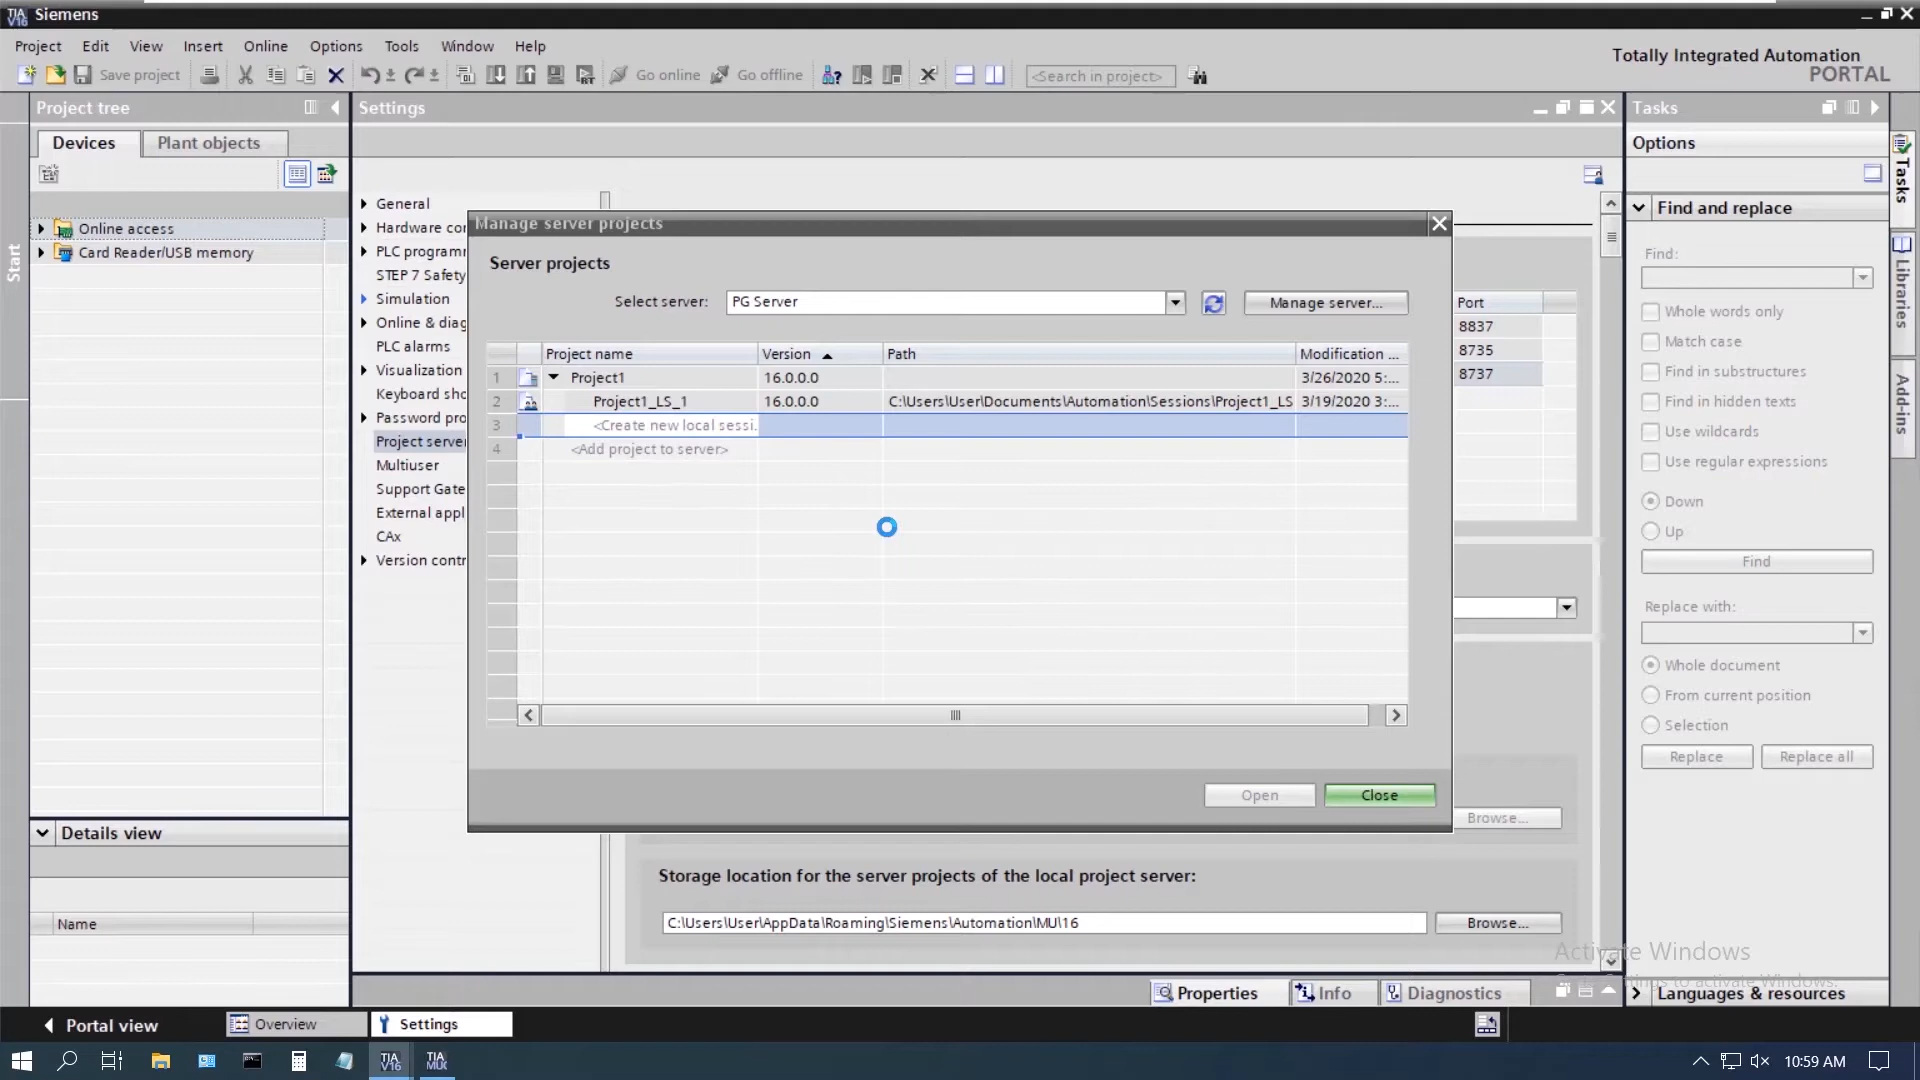 Siemens
Project Edit View Insert Online Options Tools Window Help
Save project Go online Go offline <Search in project>
Totally Integrated Automation
PORTAL
Project tree
Devices Plant objects
Start
Online access
Card Reader/USB memory
Details view
Name
Settings
General
Hardware cor
PLC programm
STEP 7 Safety
Simulation
Online & diag
PLC alarms
Visualization
Keyboard sho
Password pro
Project server
Multiuser
Support Gate
External appl
CAx
Version contr
Manage server projects
Server projects
Select server: PG Server Manage server...
Project name Version Path Modification ...
1 Project1 16.0.0.0 3/26/2020 5:...
2 Project1_LS_1 16.0.0.0 C:\Users\User\Documents\Automation\Sessions\Project1_LS 3/19/2020 3:...
3 <Create new local sessi.
4 <Add project to server>
Open Close
Port
8837
8735
8737
Browse...
Storage location for the server projects of the local project server:
C:\Users\User\AppData\Roaming\Siemens\Automation\MU\16 Browse...
Properties Info Diagnostics
Tasks
Options
Find and replace
Find:
Whole words only
Match case
Find in substructures
Find in hidden texts
Use wildcards
Use regular expressions
Down
Up
Find
Replace with:
Whole document
From current position
Selection
Replace Replace all
Languages & resources
Tasks
Libraries
Add-ins
Activate Windows
to activate Windows.
Portal view Overview Settings
TIA V16 TIA 10:59 AM